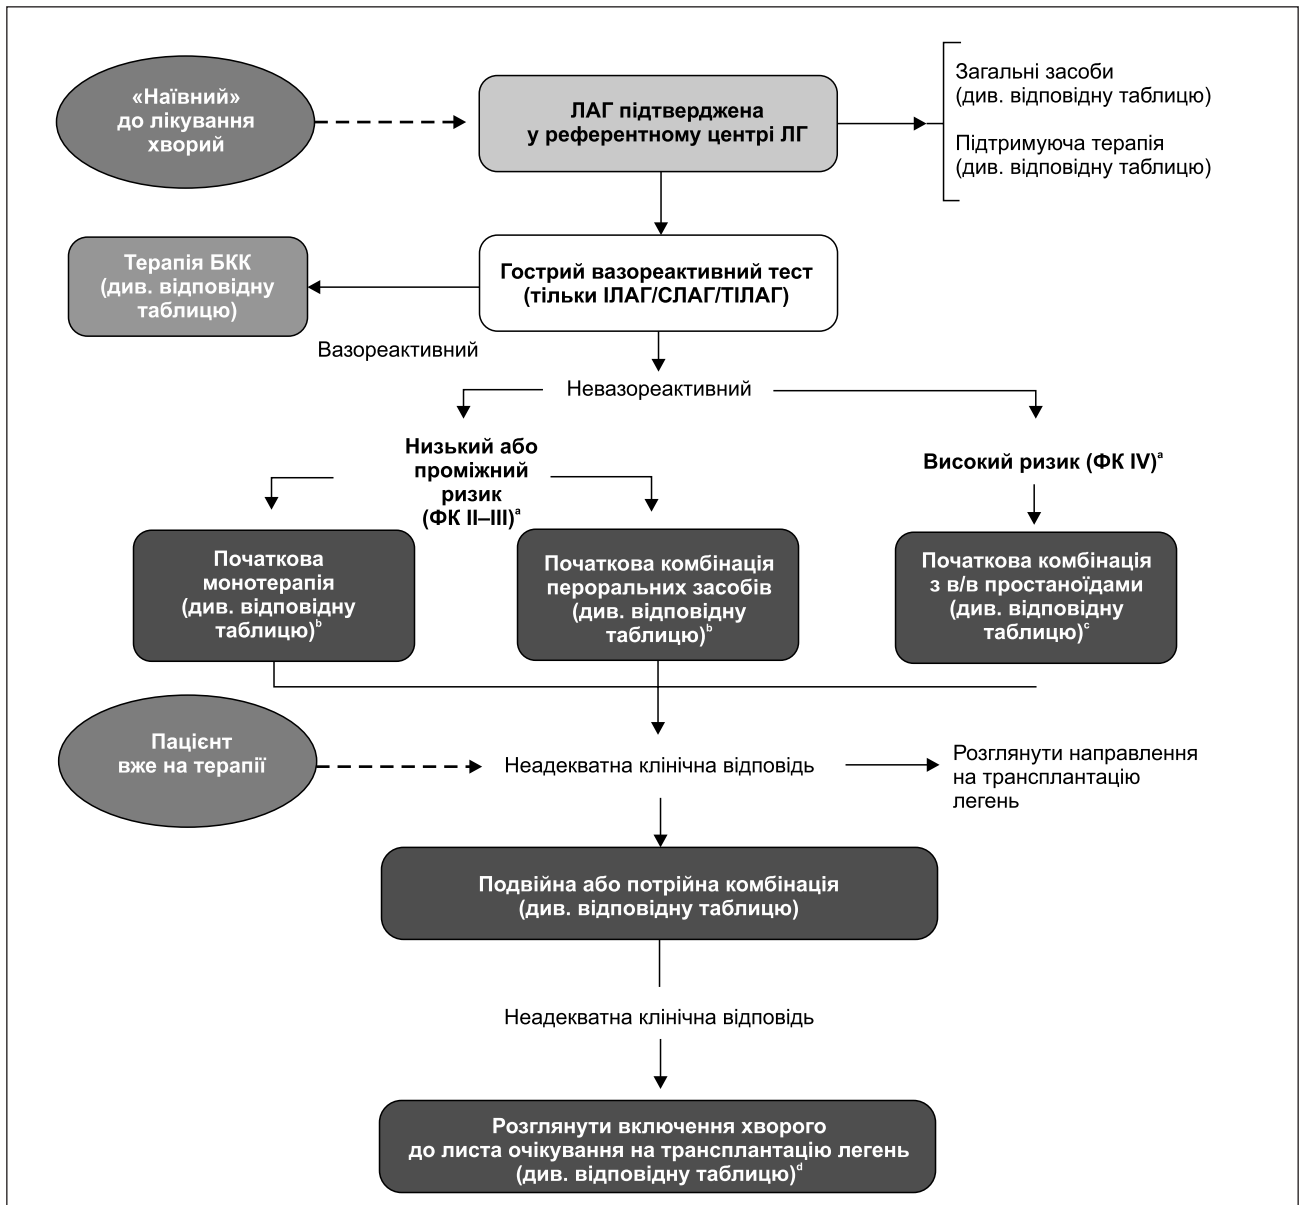 «Наївний»
до лікування
хворий
ЛАГ підтверджена
у референтному центрі ЛГ
Загальні засоби
(див. відповідну таблицю)
Підтримуюча терапія
(див. відповідну таблицю)
Терапія БКК
(див. відповідну
таблицю)
Гострий вазореактивний тест
(тільки ІЛАГ/СЛАГ/ТІЛАГ)
Вазореактивний
Невазореактивний
Низький або
проміжний
ризик
(ФК II–III)ᵃ
Високий ризик (ФК IV)ᵃ
Початкова
монотерапія
(див. відповідну
таблицю)ᵇ
Початкова комбінація
пероральних засобів
(див. відповідну
таблицю)ᵇ
Початкова комбінація
з в/в простаноїдами
(див. відповідну
таблицю)ᶜ
Пацієнт
вже на терапії
Неадекватна клінічна відповідь
Розглянути направлення
на трансплантацію
легень
Подвійна або потрійна комбінація
(див. відповідну таблицю)
Неадекватна клінічна відповідь
Розглянути включення хворого
до листа очікування на трансплантацію легень
(див. відповідну таблицю)ᵈ